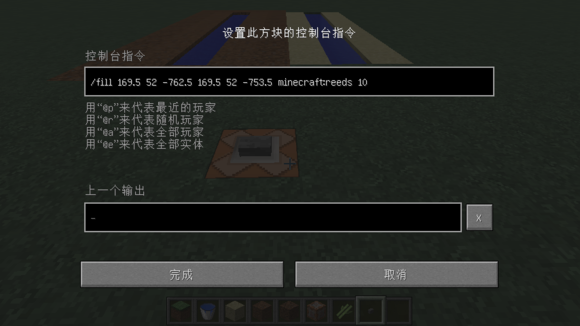 设置此方块的控制台指令
控制台指令
/fill 169.5 52 -762.5 169.5 52 -753.5 minecraft:reeds 10
用“@p”来代表最近的玩家
用“@r”来代表随机玩家
用“@a”来代表全部玩家
用“@e”来代表全部实体
上一个输出
-
X
完成
取消